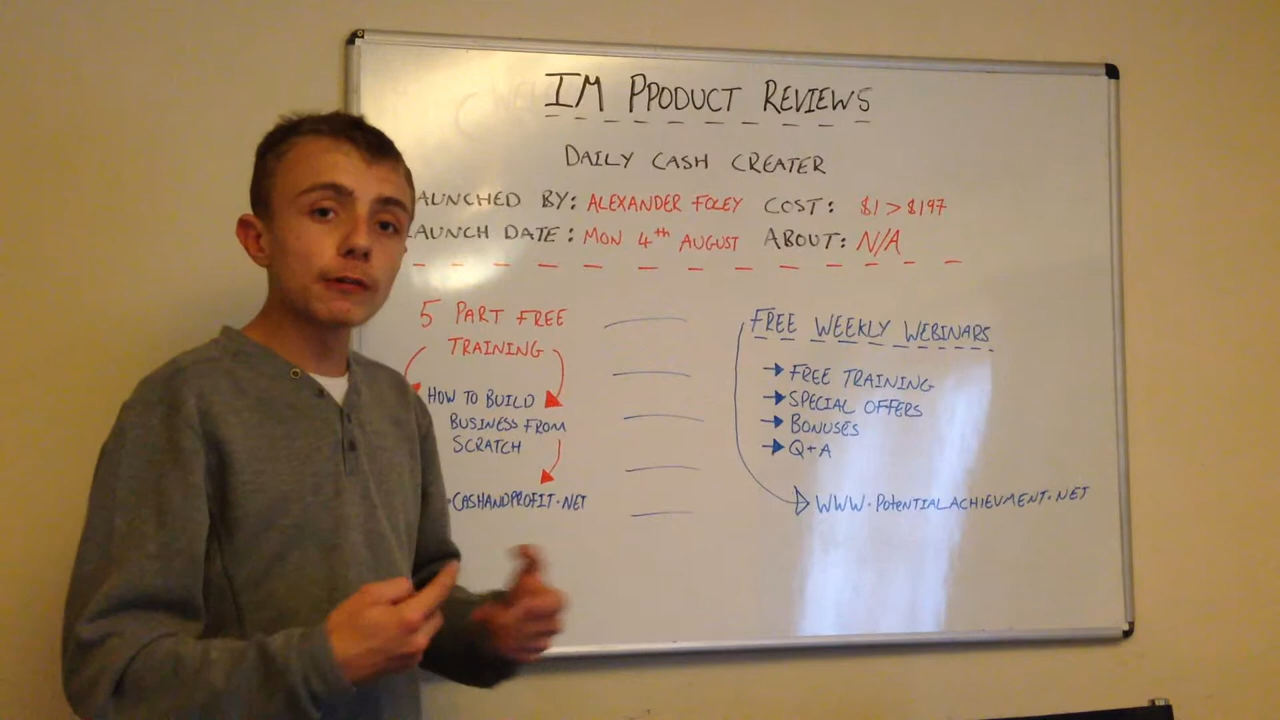 IM PPODUCT REVIEWS
DAILY CASH CREATER
AUNCHED BY: ALEXANDER FOLEY COST: $1 > $197
LAUNCH DATE: MON 4th AUGUST ABOUT: N/A
5 PART FREE
TRAINING
HOW TO BUILD
BUSINESS FROM
SCRATCH
CASHANDPROFIT.NET
FREE WEEKLY WEBINARS
FREE TRAINING
SPECIAL OFFERS
BONUSES
Q+A
WWW.POTENTIALACHIEVMENT.NET